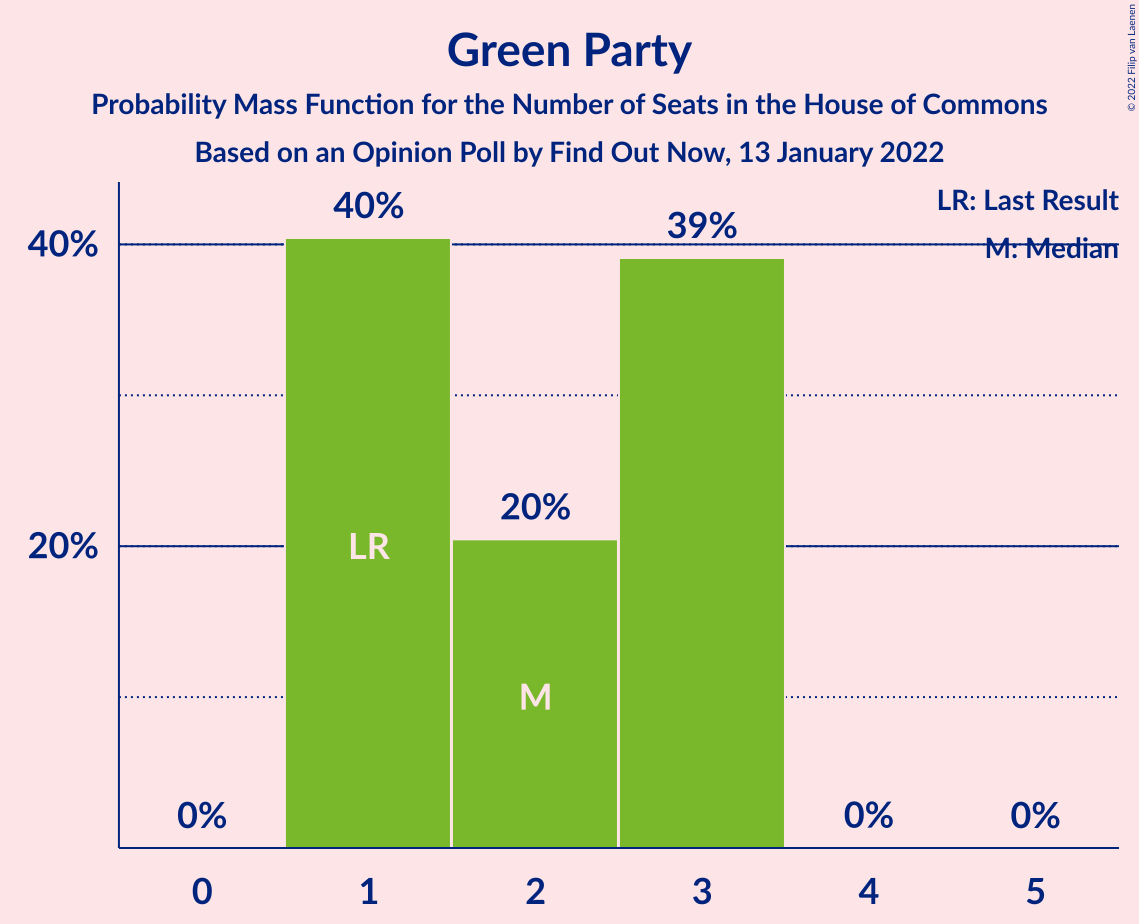 Green Party
Probability Mass Function for the Number of Seats in the House of Commons
Based on an Opinion Poll by Find Out Now, 13 January 2022
© 2022 Filip van Laenen
LR: Last Result
M: Median
40%
20%
0%
40%
20%
39%
0%
0%
LR
M
0
1
2
3
4
5